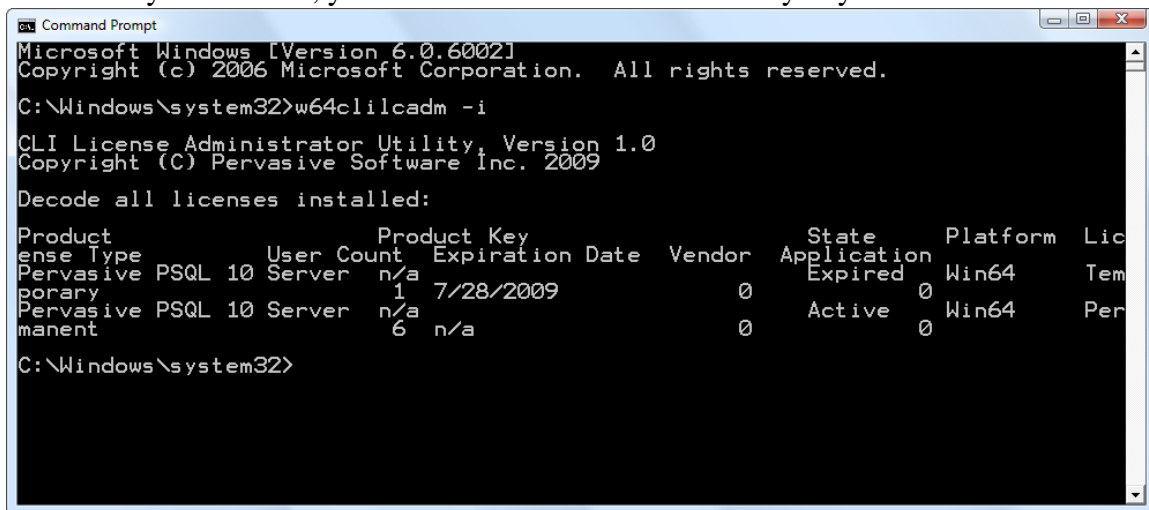 Command Prompt
Microsoft Windows [Version 6.0.6002]
Copyright (c) 2006 Microsoft Corporation.  All rights reserved.
C:\Windows\system32>w64clilcadm -i
CLI License Administrator Utility, Version 1.0
Copyright (C) Pervasive Software Inc. 2009
Decode all licenses installed:
Product                   Product Key                      State       Platform   Lic
ense Type          User Count  Expiration Date  Vendor  Application
Pervasive PSQL 10 Server  n/a                              Expired     Win64      Tem
porary                      1  7/28/2009             0            0
Pervasive PSQL 10 Server  n/a                              Active      Win64      Per
manent                      6  n/a                   0            0
C:\Windows\system32>